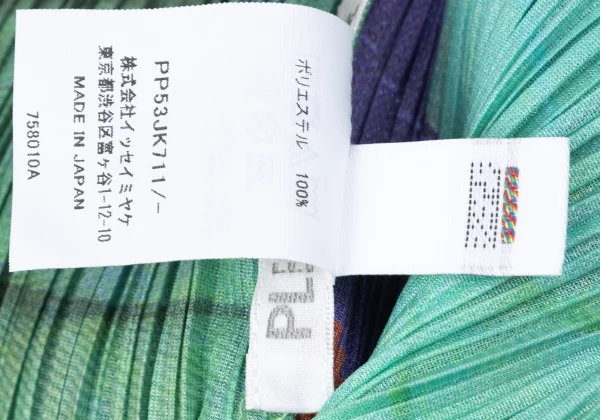 ポリエステル 100%
PP53JK711/-
株式会社イッセイミヤケ
東京都渋谷区富ヶ谷1-12-10
MADE IN JAPAN
758010A
PLE